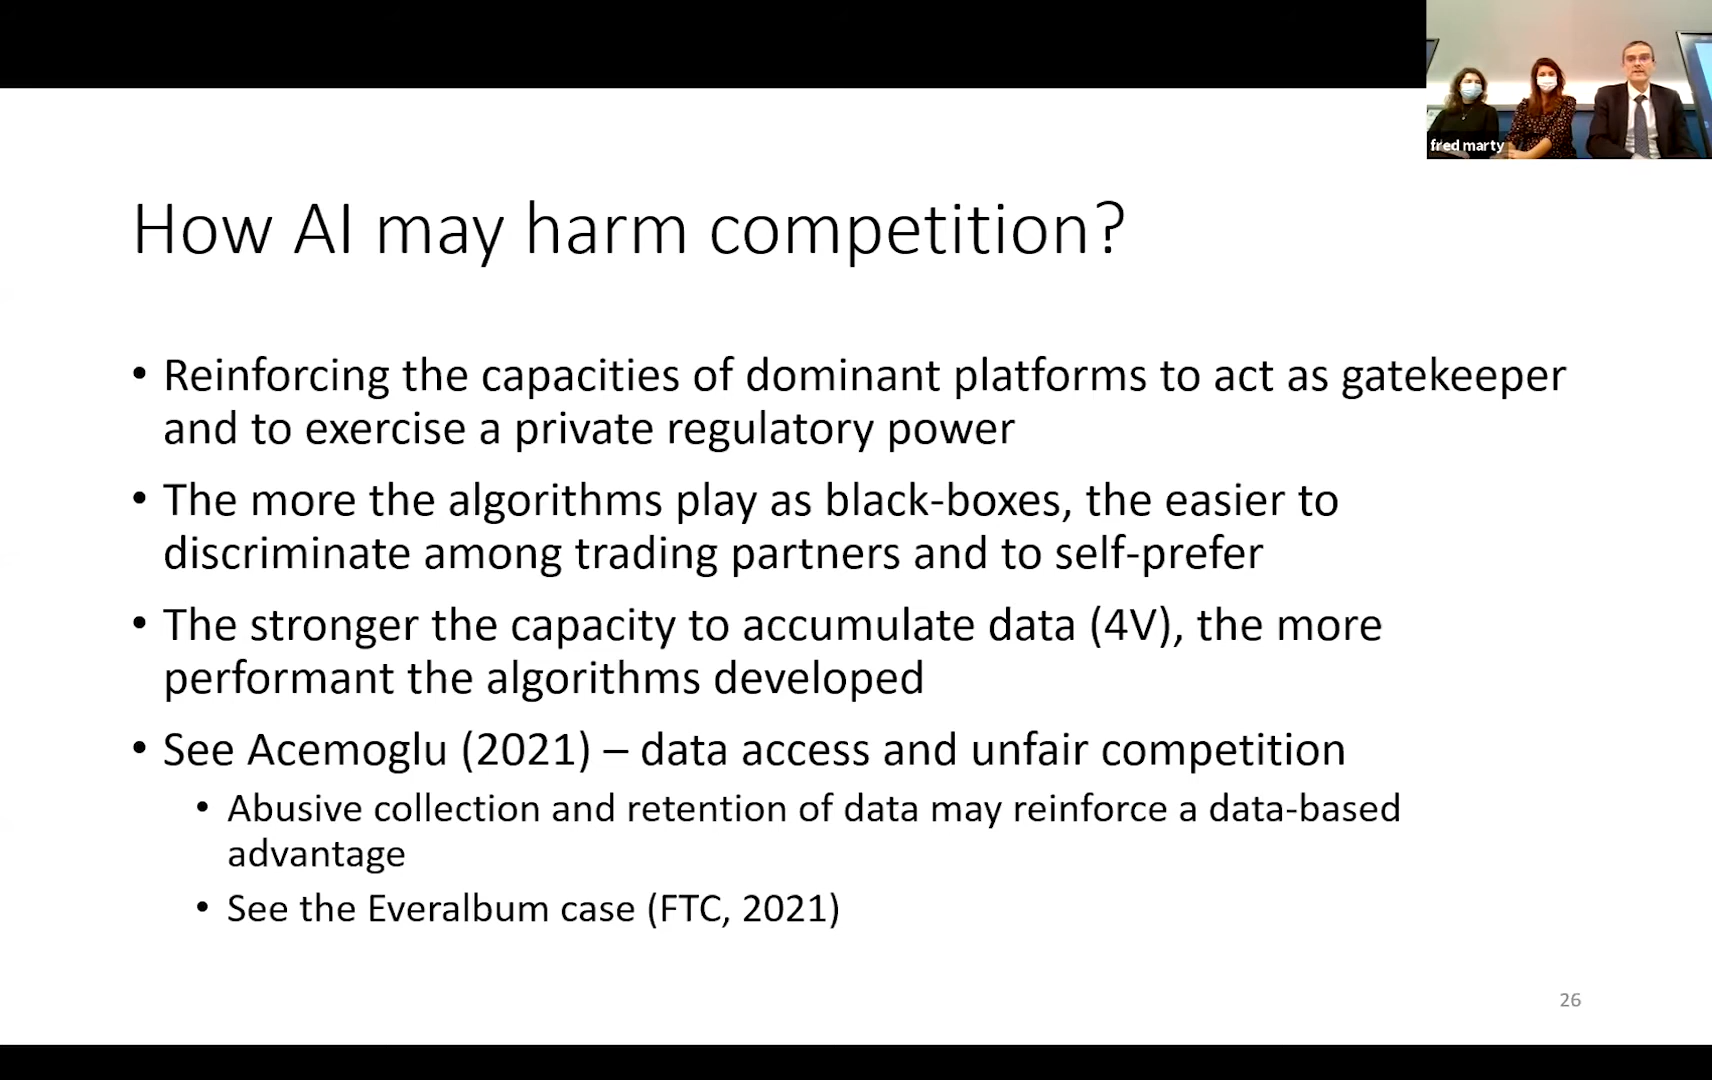 fred marty
How AI may harm competition?
• Reinforcing the capacities of dominant platforms to act as gatekeeper
and to exercise a private regulatory power
• The more the algorithms play as black-boxes, the easier to
discriminate among trading partners and to self-prefer
• The stronger the capacity to accumulate data (4V), the more
performant the algorithms developed
• See Acemoglu (2021) – data access and unfair competition
• Abusive collection and retention of data may reinforce a data-based
advantage
• See the Everalbum case (FTC, 2021)
26